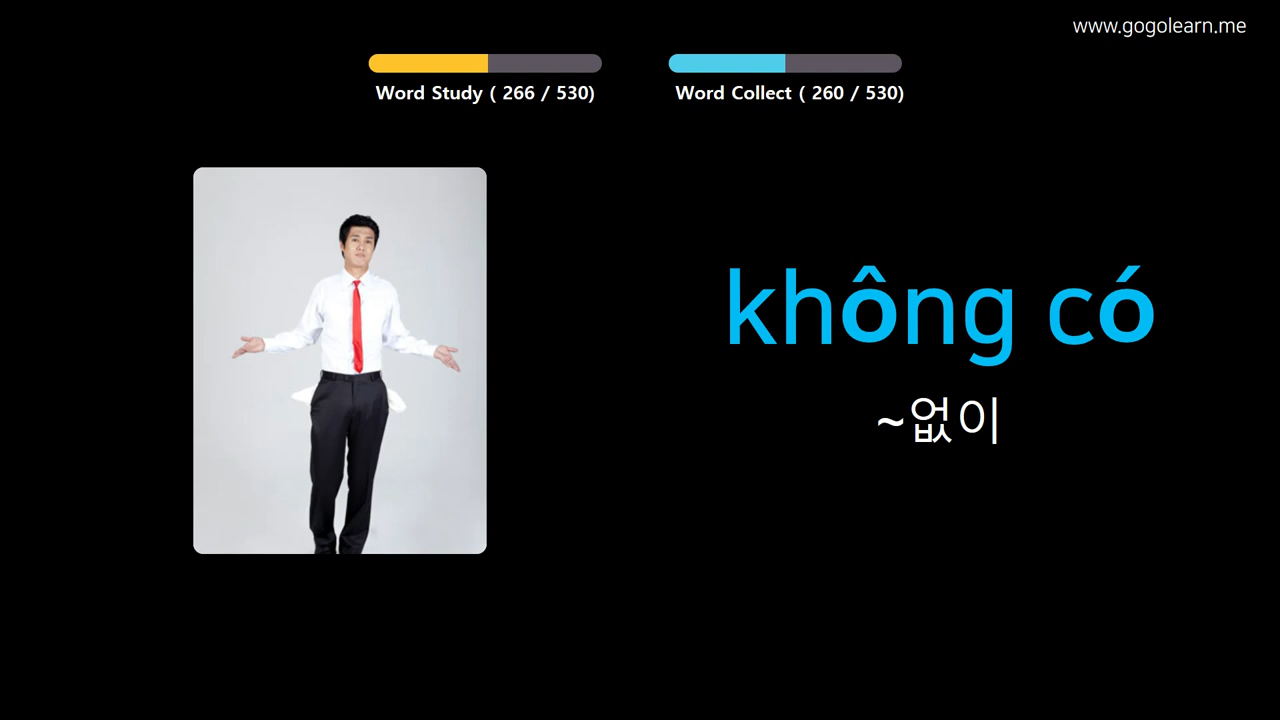 www.gogolearn.me
Word Study ( 266 / 530)
Word Collect ( 260 / 530)
không có
~없이